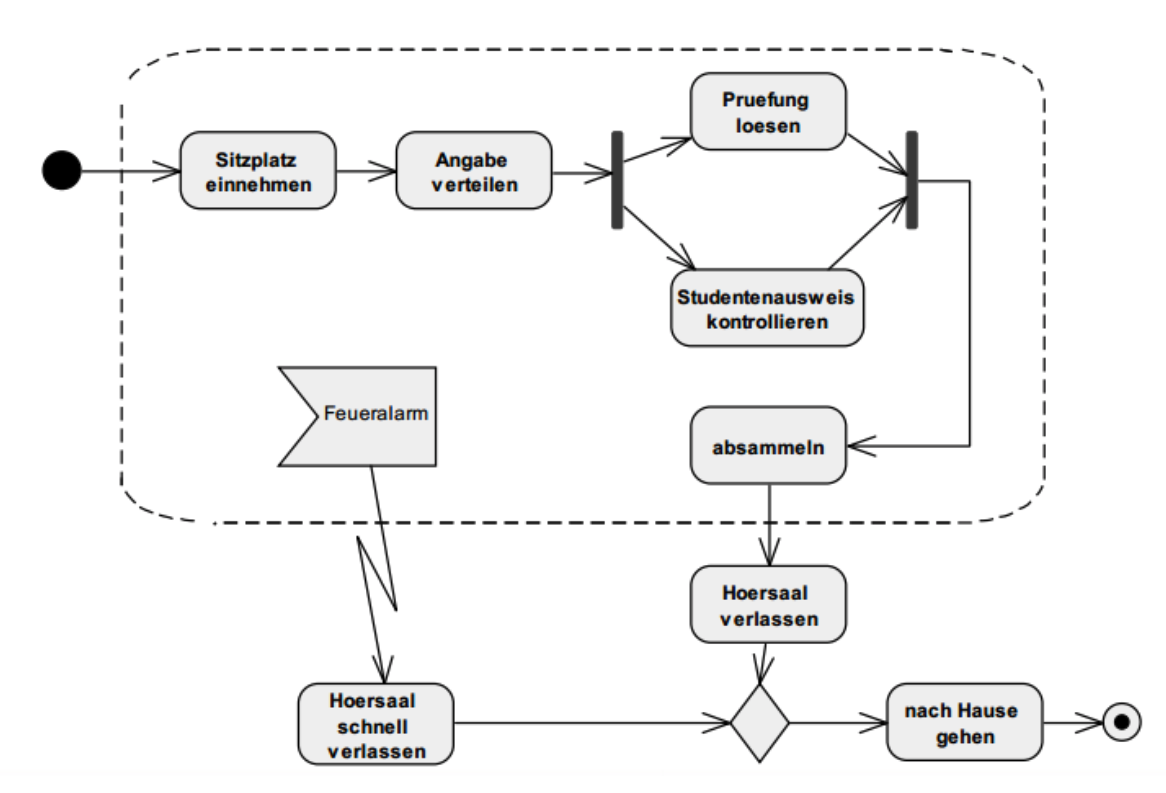 Pruefung
loesen
Sitzplatz
einnehmen
Angabe
verteilen
Studentenausweis
kontrollieren
Feueralarm
absammeln
Hoersaal
verlassen
Hoersaal
schnell
verlassen
nach Hause
gehen